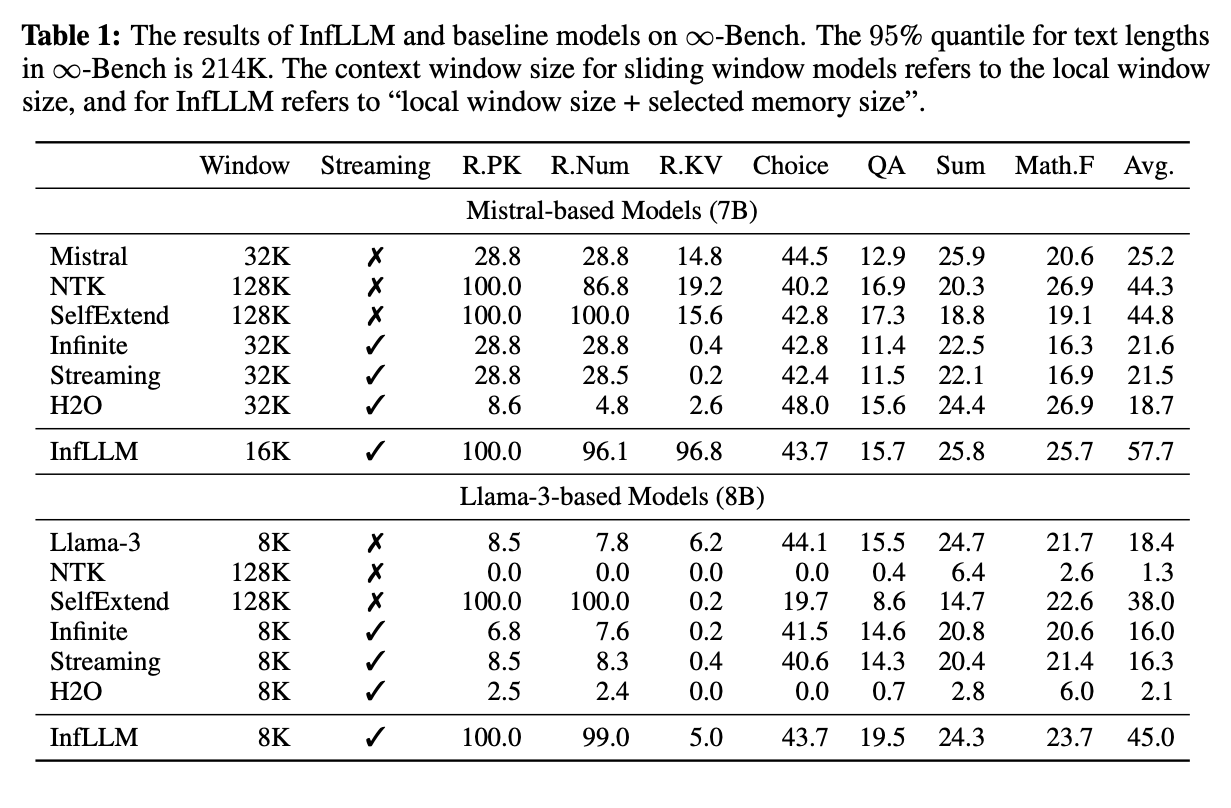 Table 1: The results of InfLLM and baseline models on ∞-Bench. The 95% quantile for text lengths
in ∞-Bench is 214K. The context window size for sliding window models refers to the local window
size, and for InfLLM refers to “local window size + selected memory size”.
Window Streaming R.PK R.Num R.KV Choice QA Sum Math.F Avg.
Mistral-based Models (7B)
Mistral 32K ✗ 28.8 28.8 14.8 44.5 12.9 25.9 20.6 25.2
NTK 128K ✗ 100.0 86.8 19.2 40.2 16.9 20.3 26.9 44.3
SelfExtend 128K ✗ 100.0 100.0 15.6 42.8 17.3 18.8 19.1 44.8
Infinite 32K ✓ 28.8 28.8 0.4 42.8 11.4 22.5 16.3 21.6
Streaming 32K ✓ 28.8 28.5 0.2 42.4 11.5 22.1 16.9 21.5
H2O 32K ✓ 8.6 4.8 2.6 48.0 15.6 24.4 26.9 18.7
InfLLM 16K ✓ 100.0 96.1 96.8 43.7 15.7 25.8 25.7 57.7
Llama-3-based Models (8B)
Llama-3 8K ✗ 8.5 7.8 6.2 44.1 15.5 24.7 21.7 18.4
NTK 128K ✗ 0.0 0.0 0.0 0.0 0.4 6.4 2.6 1.3
SelfExtend 128K ✗ 100.0 100.0 0.2 19.7 8.6 14.7 22.6 38.0
Infinite 8K ✓ 6.8 7.6 0.2 41.5 14.6 20.8 20.6 16.0
Streaming 8K ✓ 8.5 8.3 0.4 40.6 14.3 20.4 21.4 16.3
H2O 8K ✓ 2.5 2.4 0.0 0.0 0.7 2.8 6.0 2.1
InfLLM 8K ✓ 100.0 99.0 5.0 43.7 19.5 24.3 23.7 45.0